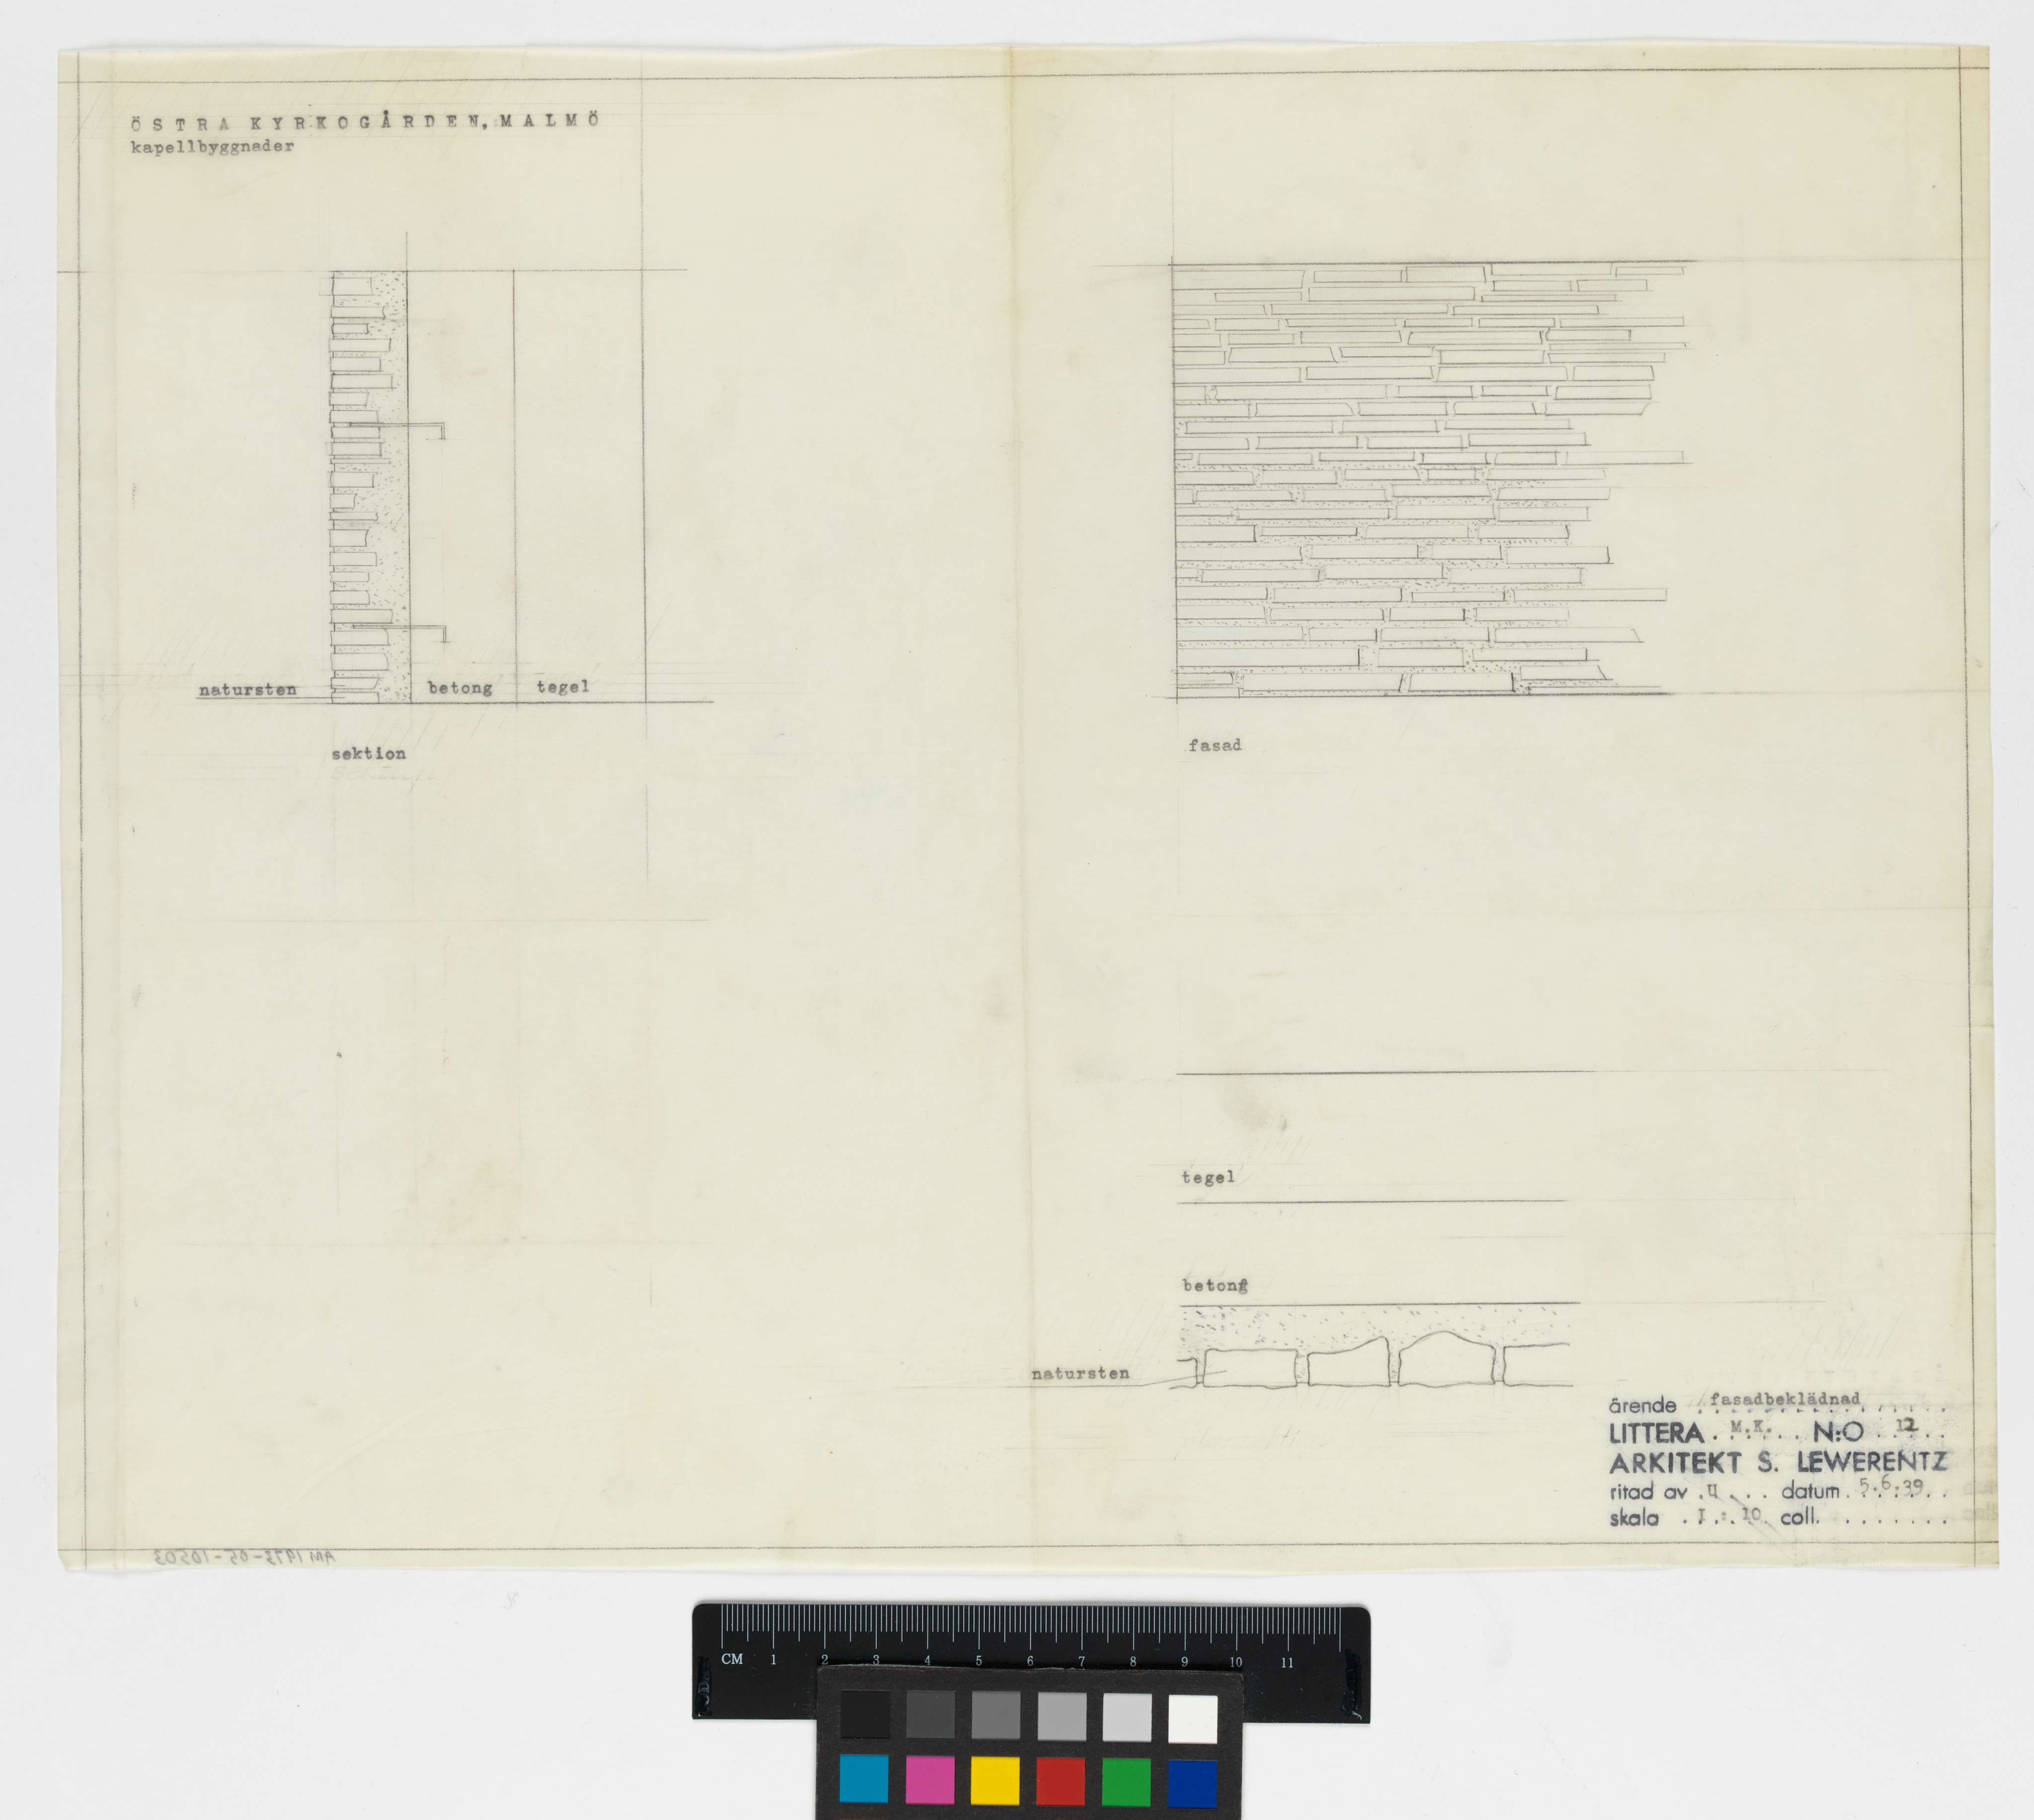 ÖSTRA KYRKOGÅRDEN, MALMÖ
kapellbyggnader
natursten
betong
tegel
sektion
fasad
tegel
betong
natursten
ärende fasadbeklädnad
LITTERA M.K. N:O 12
ARKITEKT S. LEWERENTZ
ritad av datum 5.6.39
skala 1:10 coll.
AM 1973-05-10503
CM 1 2 3 4 5 6 7 8 9 10 11